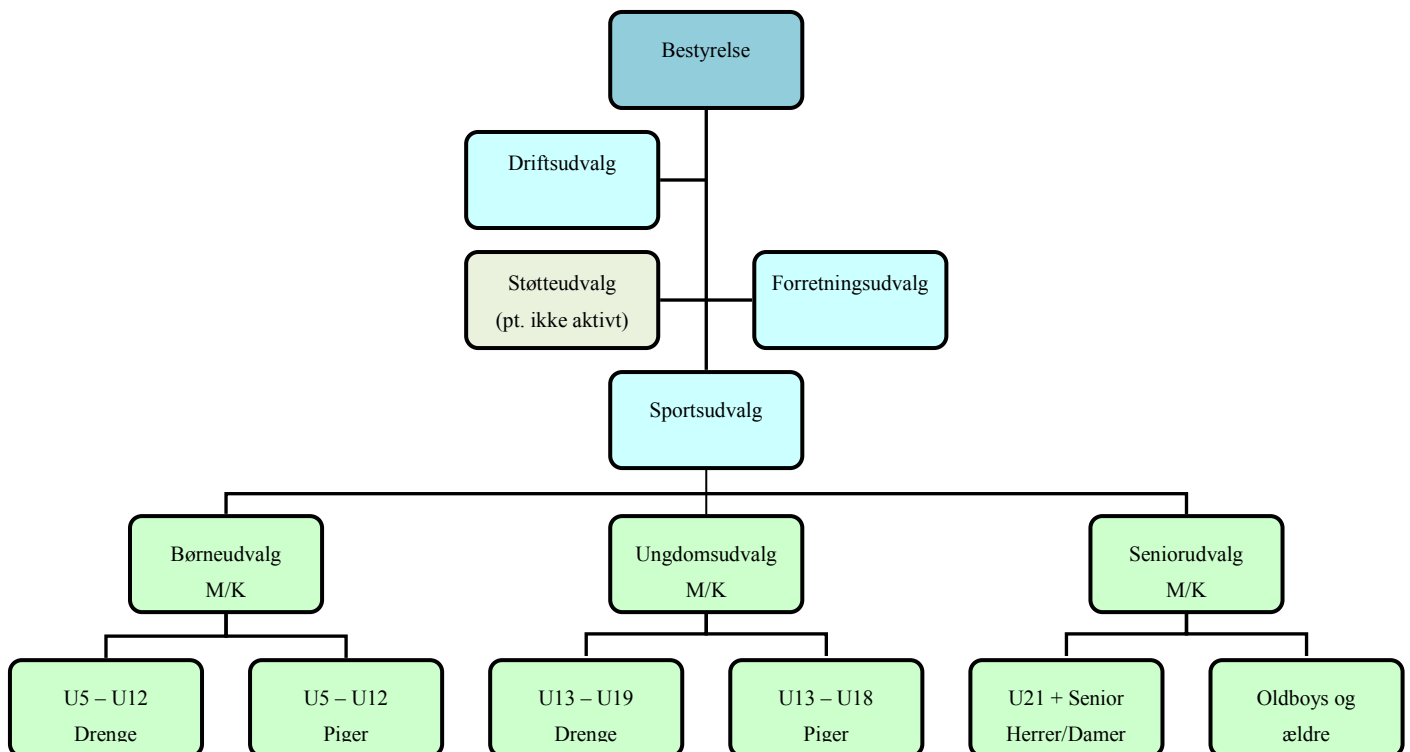 Bestyrelse
Driftsudvalg
Støtteudvalg
(pt. ikke aktivt)
Forretningsudvalg
Sportsudvalg
Børneudvalg
M/K
Ungdomsudvalg
M/K
Seniorudvalg
M/K
U5 – U12
Drenge
U5 – U12
Piger
U13 – U19
Drenge
U13 – U18
Piger
U21 + Senior
Herrer/Damer
Oldboys og
ældre